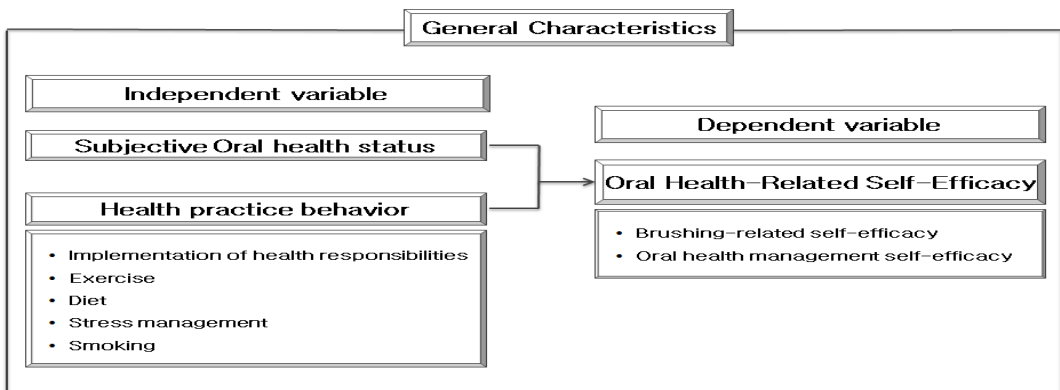 General Characteristics
Independent variable
Subjective Oral health status
Health practice behavior
• Implementation of health responsibilities
• Exercise
• Diet
• Stress management
• Smoking
Dependent variable
Oral Health-Related Self-Efficacy
• Brushing-related self-efficacy
• Oral health management self-efficacy